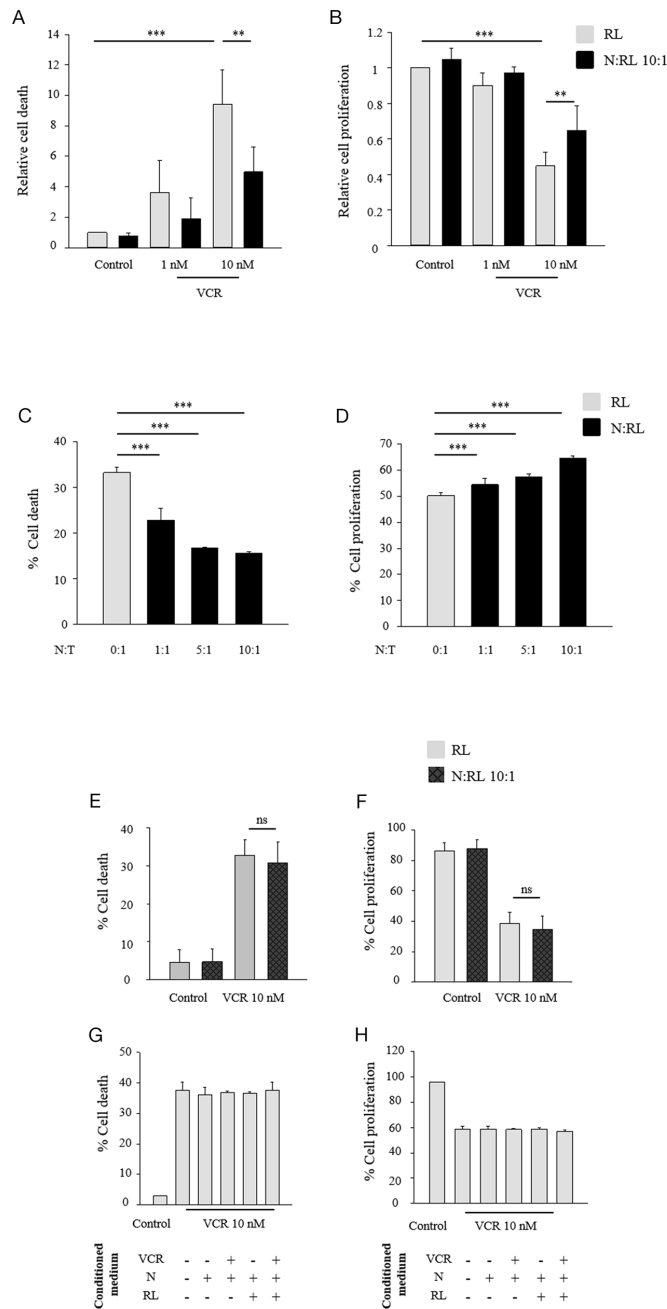 A
B
RL
N:RL 10:1
*** **
Relative cell death
14
12
10
8
6
4
2
0
Control 1 nM 10 nM
VCR
***
**
Relative cell proliferation
1.2
1
0.8
0.6
0.4
0.2
0
Control 1 nM 10 nM
VCR
C
D
RL
N:RL
***
***
***
% Cell death
40
30
20
10
0
N:T 0:1 1:1 5:1 10:1
***
***
***
% Cell proliferation
70
60
50
40
30
20
10
0
N:T 0:1 1:1 5:1 10:1
RL
N:RL 10:1
E
F
ns
% Cell death
40
30
20
10
0
Control VCR 10 nM
ns
% Cell proliferation
100
80
60
40
20
0
Control VCR 10 nM
G
H
% Cell death
50
40
30
20
10
0
Control VCR 10 nM
Conditioned medium
VCR - - + - +
N - + + + +
RL - - - + +
% Cell proliferation
120
100
80
60
40
20
0
Control VCR 10 nM
Conditioned medium
VCR - - + - +
N - + + + +
RL - - - + +